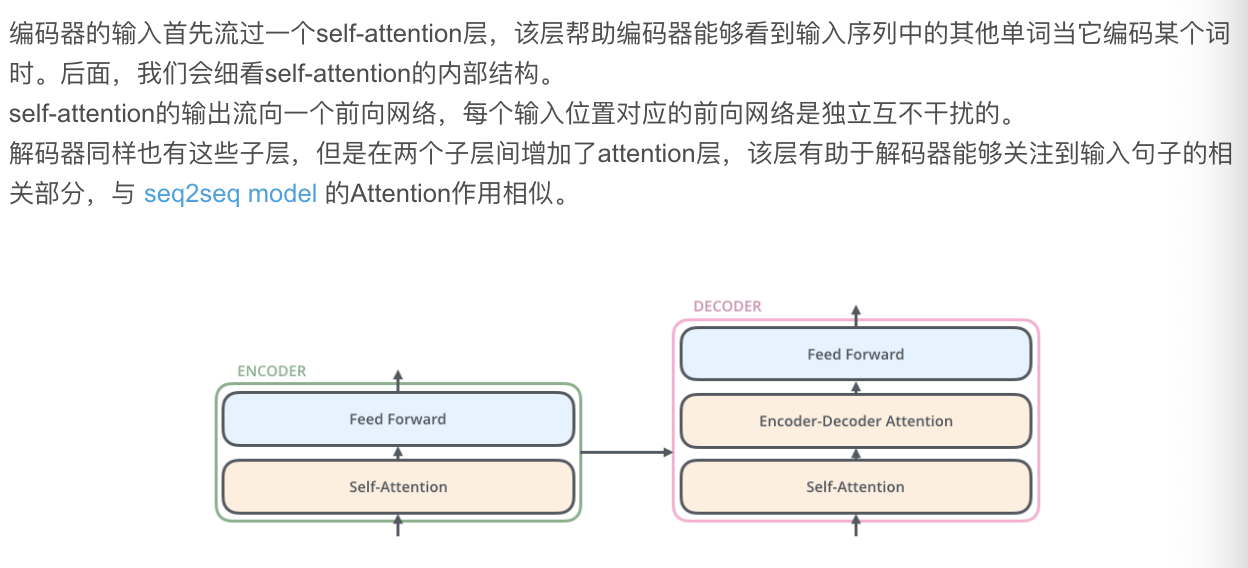 编码器的输入首先流过一个self-attention层，该层帮助编码器能够看到输入序列中的其他单词当它编码某个词
时。后面，我们会细看self-attention的内部结构。
self-attention的输出流向一个前向网络，每个输入位置对应的前向网络是独立互不干扰的。
解码器同样也有这些子层，但是在两个子层间增加了attention层，该层有助于解码器能够关注到输入句子的相
关部分，与 seq2seq model 的Attention作用相似。
ENCODER
Feed Forward
Self-Attention
DECODER
Feed Forward
Encoder-Decoder Attention
Self-Attention